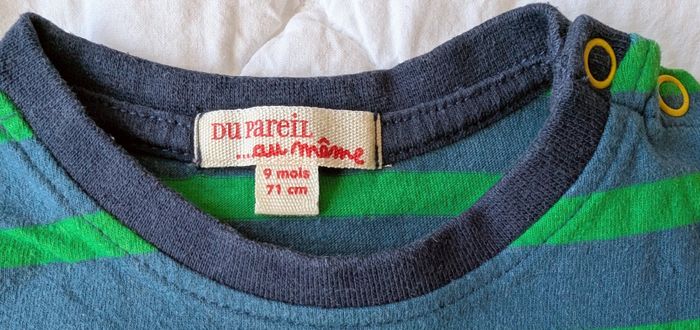 DU PAREIL
...au même
9 mois
71 cm